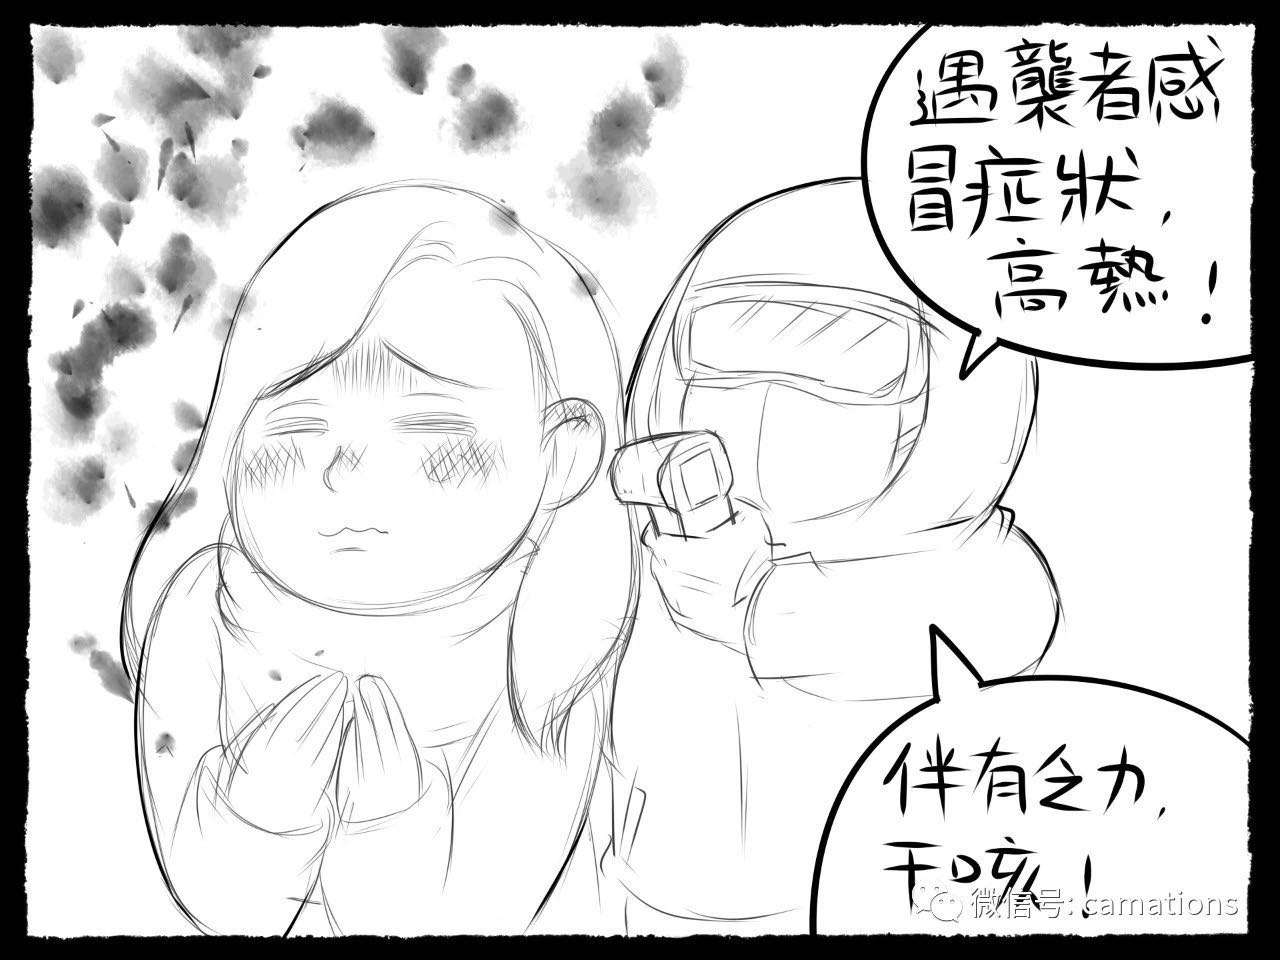 遇襲者感
冒症狀，
高熱！
伴有乏力，
干咳！
微信号: camations